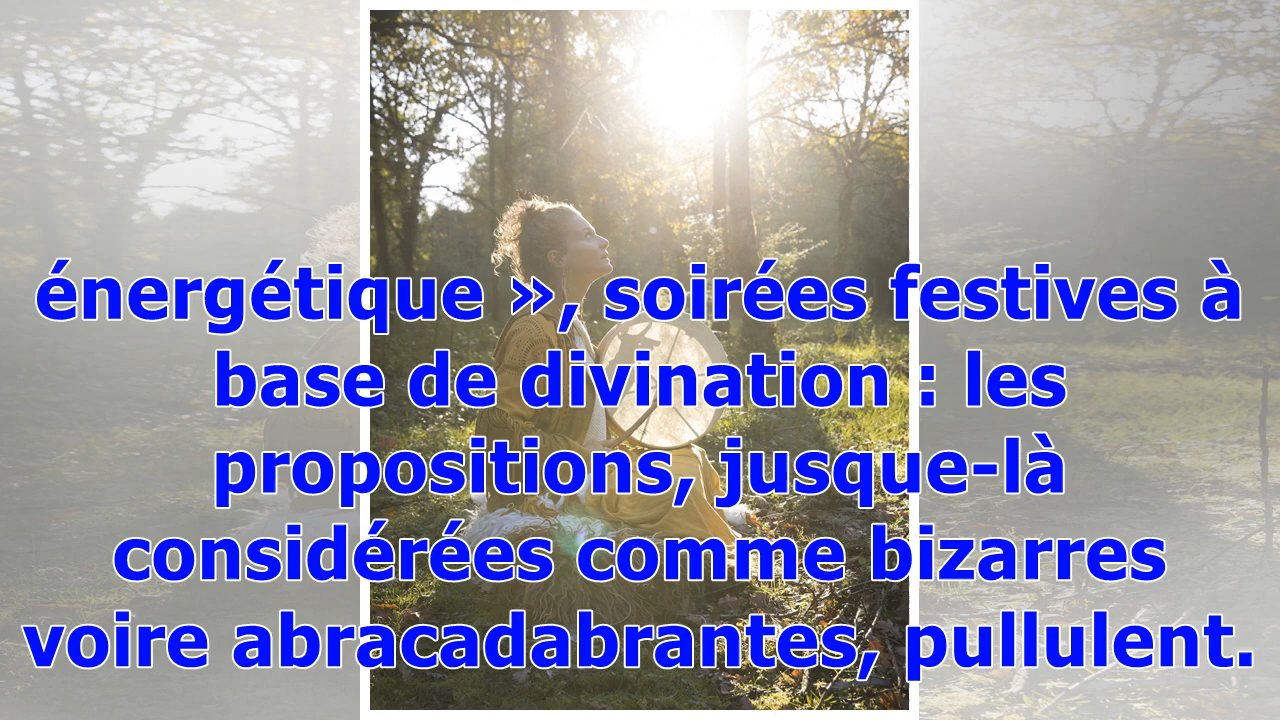 énergétique », soirées festives à
base de divination : les
propositions, jusque-là
considérées comme bizarres
voire abracadabrantes, pullulent.